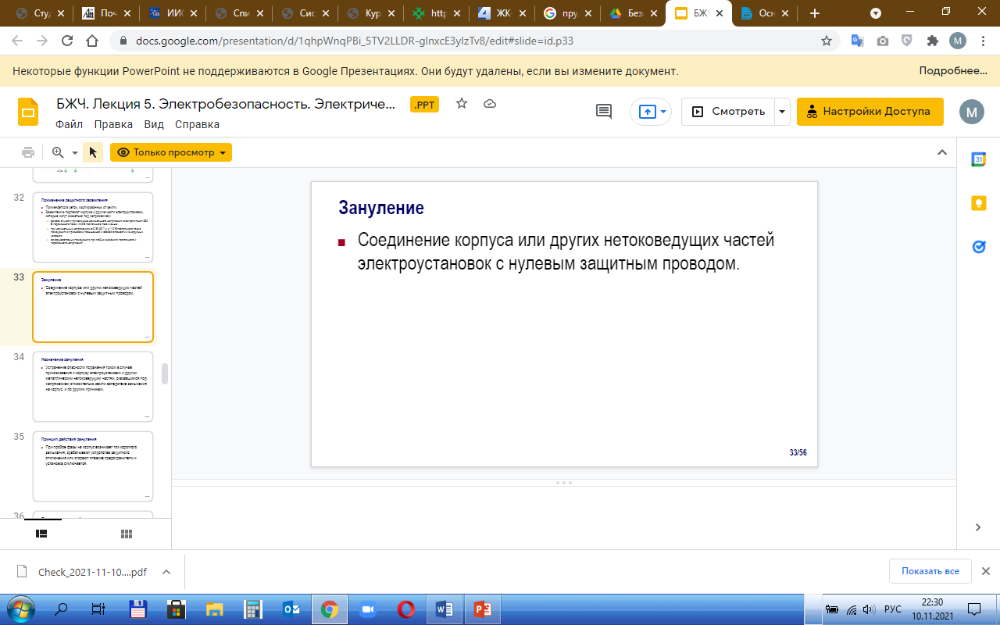 Студ
Поч
ИИС
Спи
Сис
Кур
http
ЖК-
пру
Безо
БЖЧ
Осн
docs.google.com/presentation/d/1qhpWnqPBi_5TV2LLDR-glnxcE3yIzTv8/edit#slide=id.p33
M
Некоторые функции PowerPoint не поддерживаются в Google Презентациях. Они будут удалены, если вы измените документ.
Подробнее...
БЖЧ. Лекция 5. Электробезопасность. Электриче...
.PPT
Смотреть
Настройки Доступа
M
Файл Правка Вид Справка
Только просмотр
31
32
Применение защитного заземления
33
Зануление
Соединение корпуса или других нетоковедущих частей
электроустановок с нулевым защитным проводом.
34
Назначение зануления
Устранение опасности поражения током в случае
прикосновения к корпусу электроустановки и другим
металлическим нетоковедущим частям, оказавшимся под
напряжением относительно земли вследствие замыкания
на корпус и по другим причинам.
35
Принцип действия зануления
При пробое фазы на корпус возникает ток короткого
замыкания, срабатывают устройства защитного
отключения или сгорают плавкие предохранители и
установка отключается.
36
Зануление
Соединение корпуса или других нетоковедущих частей
электроустановок с нулевым защитным проводом.
33/56
Check_2021-11-10....pdf
Показать все
РУС
22:30
10.11.2021